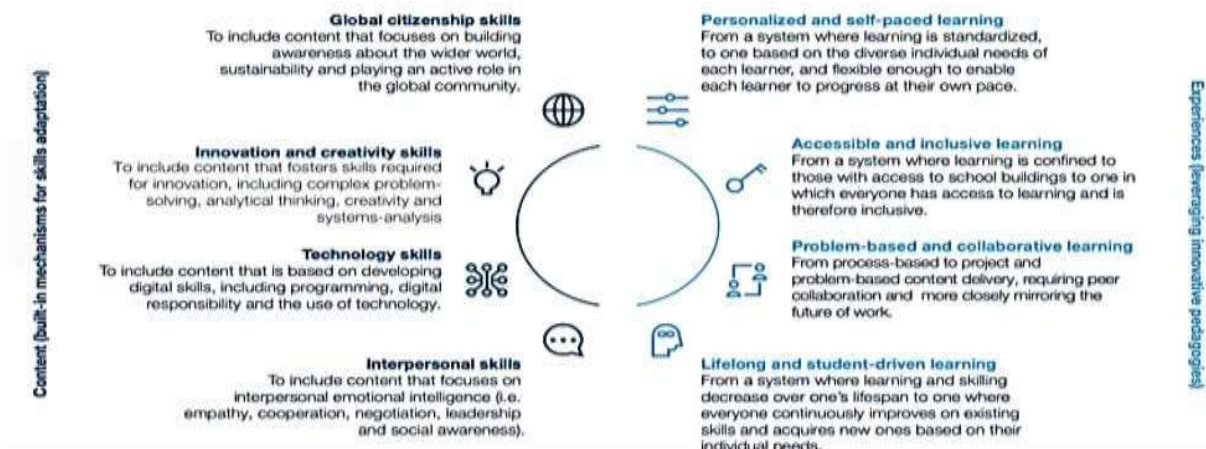 Content (built-in mechanisms for skills adaptation)
Global citizenship skills
To include content that focuses on building
awareness about the wider world,
sustainability and playing an active role in
the global community.
Innovation and creativity skills
To include content that fosters skills required
for innovation, including complex problem-
solving, analytical thinking, creativity and
systems-analysis
Technology skills
To include content that is based on developing
digital skills, including programming, digital
responsibility and the use of technology.
Interpersonal skills
To include content that focuses on
interpersonal emotional intelligence (i.e.
empathy, cooperation, negotiation, leadership
and social awareness).
Personalized and self-paced learning
From a system where learning is standardized,
to one based on the diverse individual needs of
each learner, and flexible enough to enable
each learner to progress at their own pace.
Accessible and inclusive learning
From a system where learning is confined to
those with access to school buildings to one in
which everyone has access to learning and is
therefore inclusive.
Problem-based and collaborative learning
From process-based to project and
problem-based content delivery, requiring peer
collaboration and more closely mirroring the
future of work.
Lifelong and student-driven learning
From a system where learning and skilling
decrease over one's lifespan to one where
everyone continuously improves on existing
skills and acquires new ones based on their
individual needs.
Experiences (leveraging innovative pedagogies)